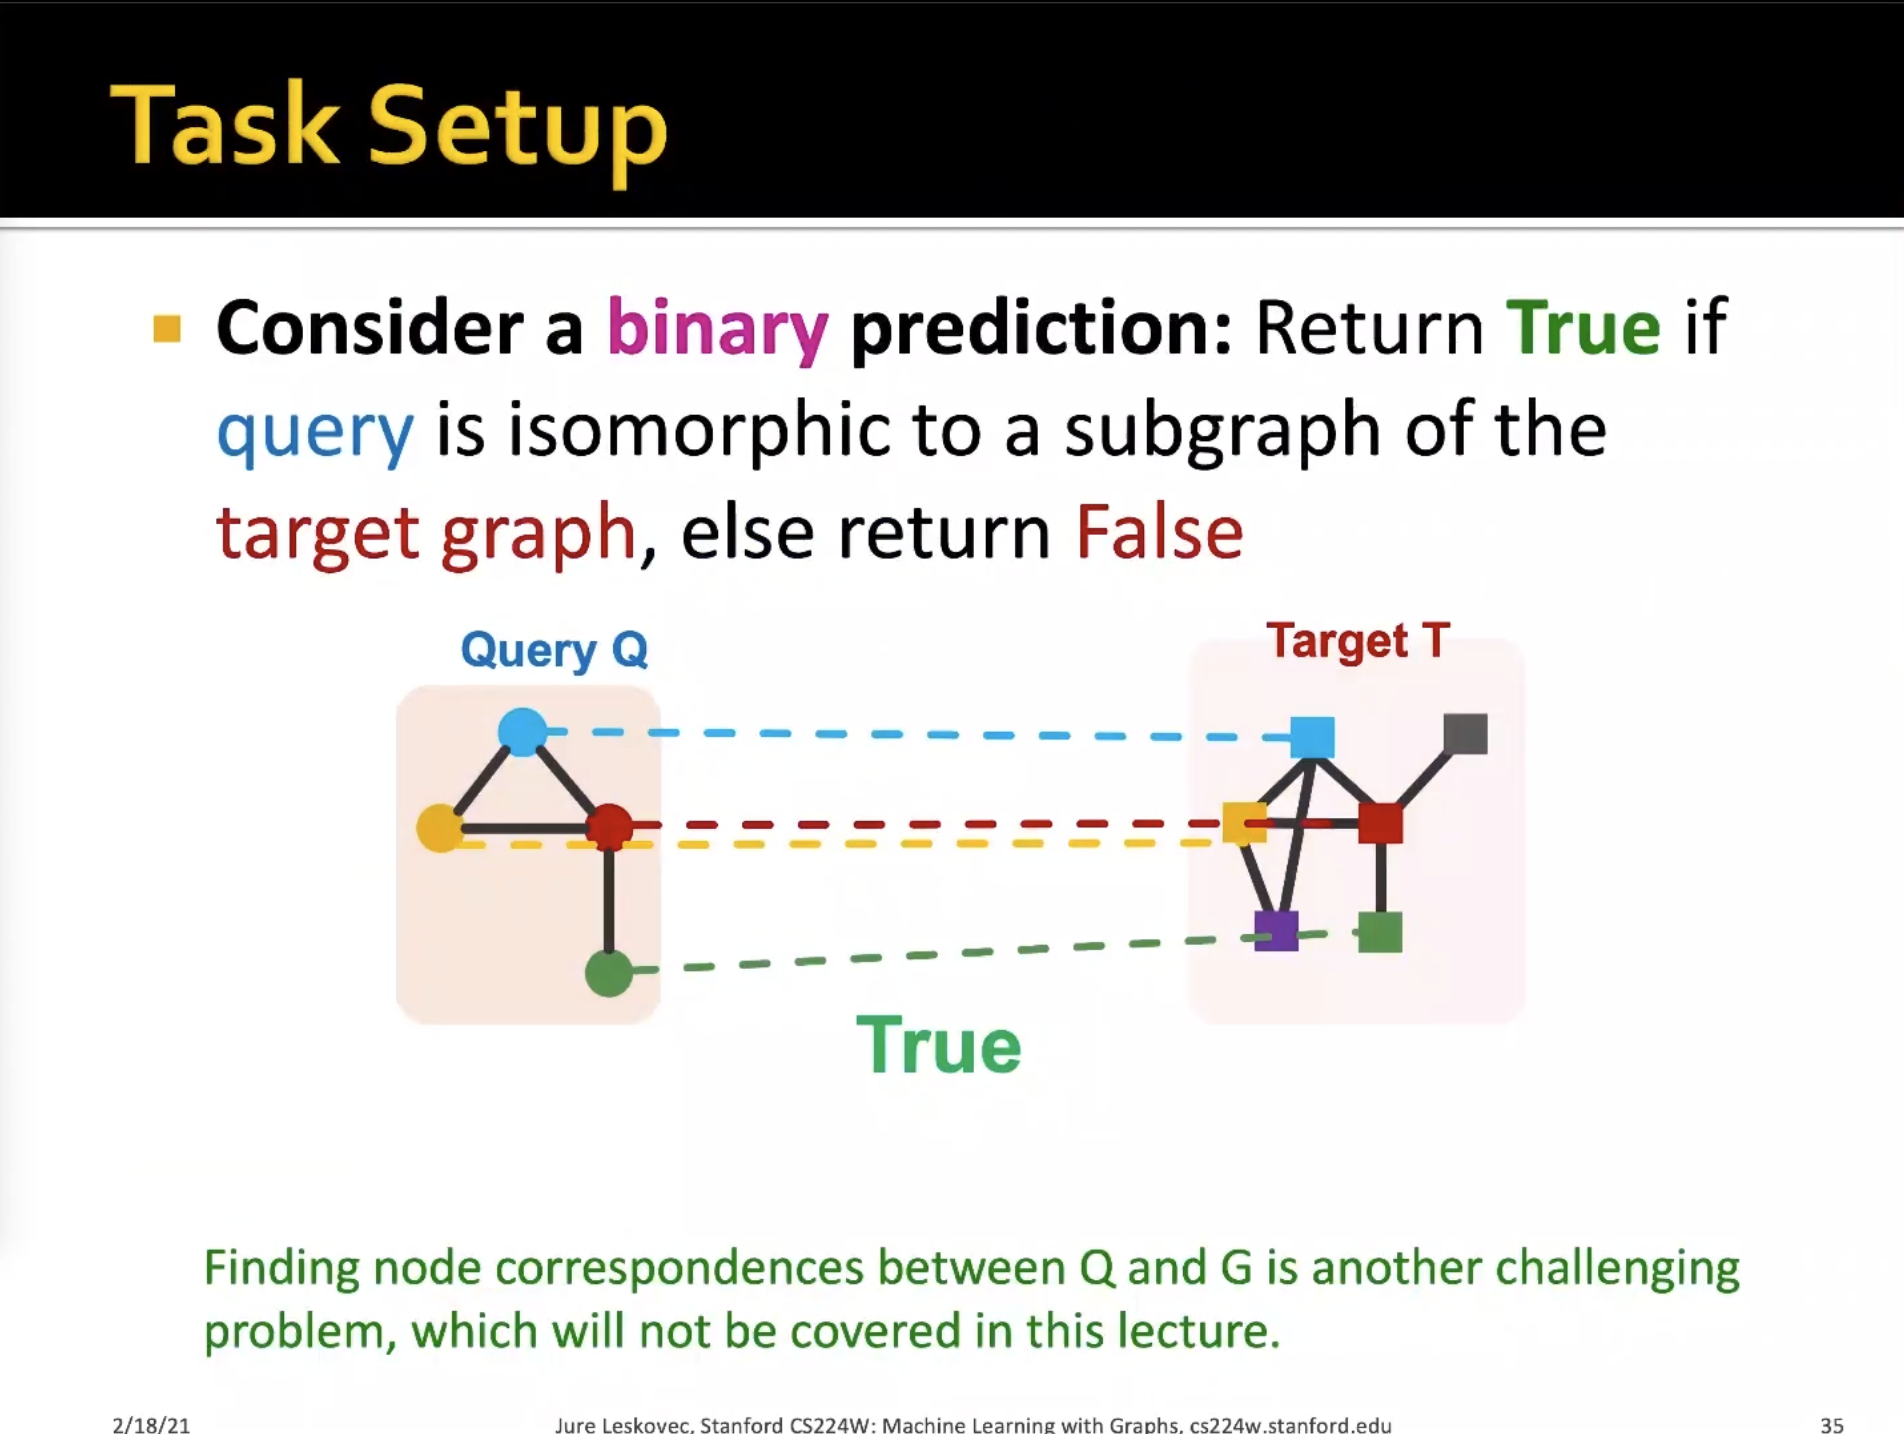 Task Setup
Consider a binary prediction: Return True if
query is isomorphic to a subgraph of the
target graph, else return False
Query Q
Target T
True
Finding node correspondences between Q and G is another challenging
problem, which will not be covered in this lecture.
2/18/21
Jure Leskovec, Stanford CS224W: Machine Learning with Graphs, cs224w.stanford.edu
35